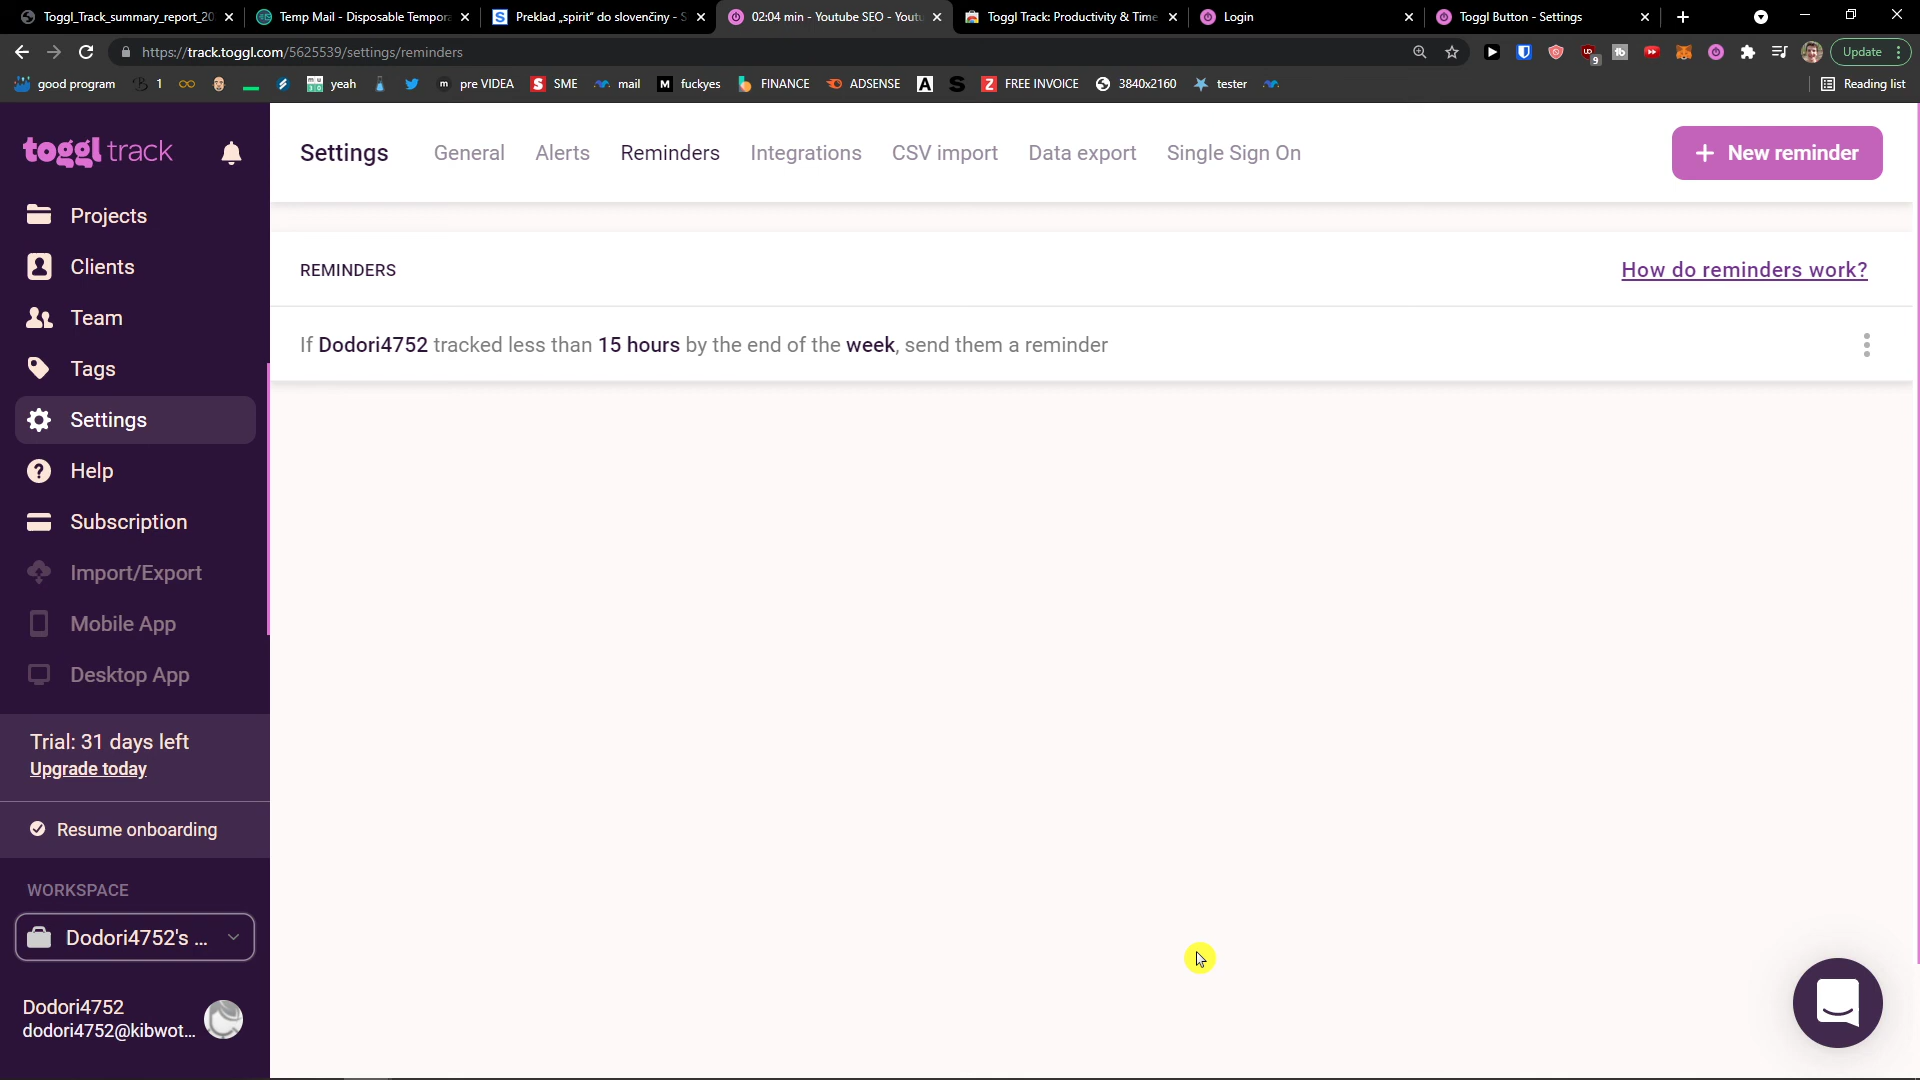 Toggl_Track_summary_report_20
Temp Mail - Disposable Tempora
Preklad „spirit“ do slovenčiny - S
02:04 min - Youtube SEO - Youtu
Toggl Track: Productivity & Time
Login
Toggl Button - Settings
https://track.toggl.com/5625539/settings/reminders
9
Update
good program
1
yeah
pre VIDEA
SME
mail
fuckyes
FINANCE
ADSENSE
FREE INVOICE
3840x2160
tester
Reading list
toggl track
Settings
General
Alerts
Reminders
Integrations
CSV import
Data export
Single Sign On
+ New reminder
Projects
Clients
Team
Tags
Settings
Help
Subscription
Import/Export
Mobile App
Desktop App
REMINDERS
How do reminders work?
If Dodori4752 tracked less than 15 hours by the end of the week, send them a reminder
Trial: 31 days left
Upgrade today
Resume onboarding
WORKSPACE
Dodori4752's ...
Dodori4752
dodori4752@kibwot...